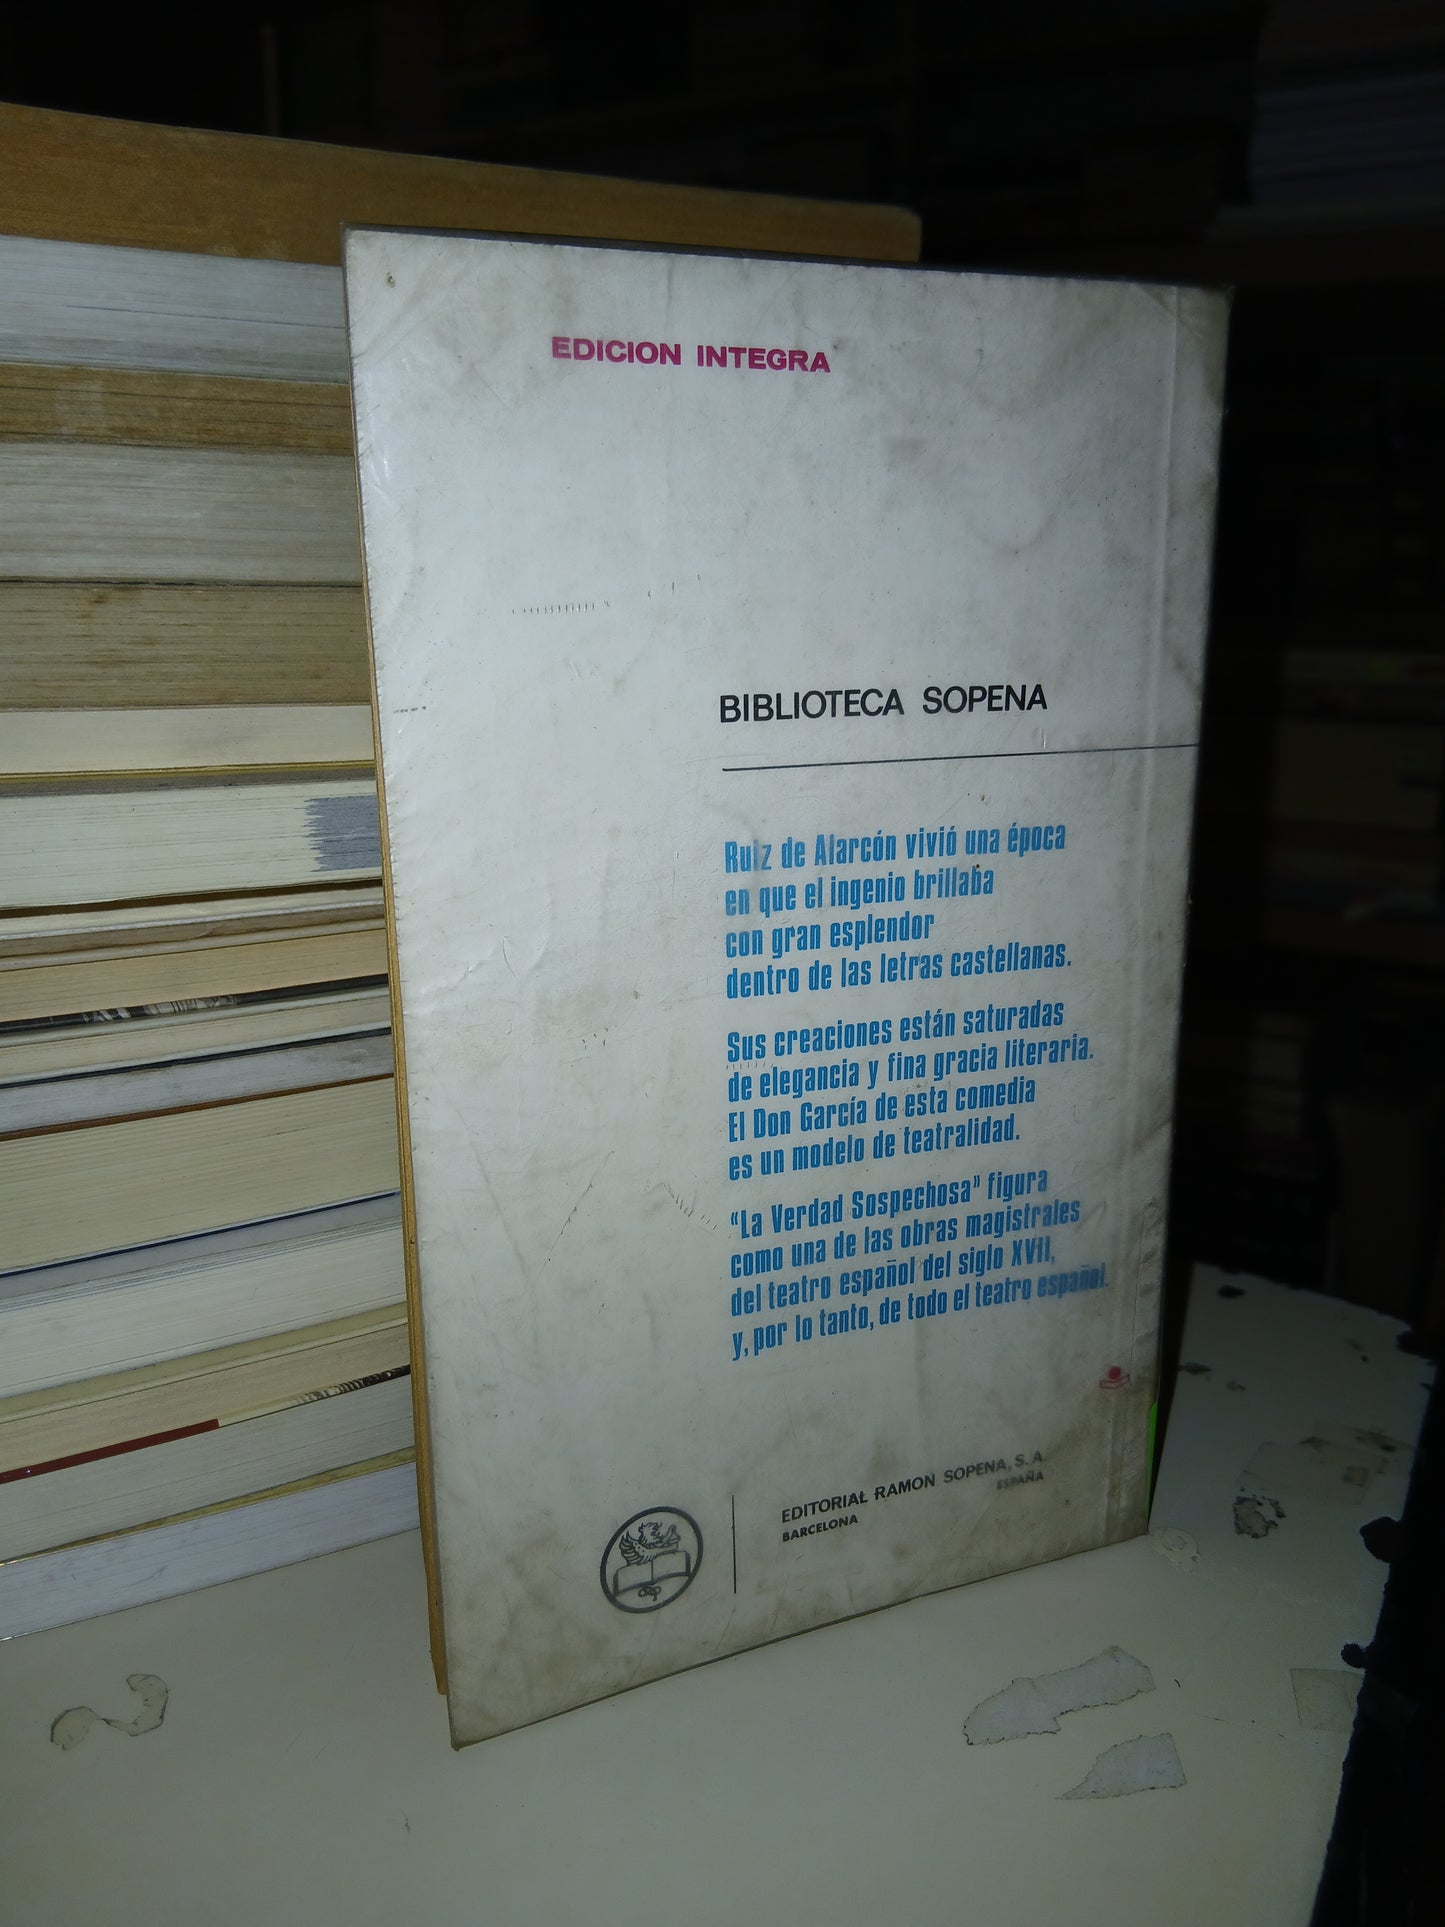 EDICION INTEGRA
BIBLIOTECA SOPENA
Ruiz de Alarcón vivió una época
en que el ingenio brillaba
con gran esplendor
dentro de las letras castellanas.
Sus creaciones están saturadas
de elegancia y fina gracia literaria.
El Don García de esta comedia
es un modelo de teatralidad.
“La Verdad Sospechosa” figura
como una de las obras magistrales
del teatro español del siglo XVII,
y, por lo tanto, de todo el teatro español.
EDITORIAL RAMON SOPENA, S. A.
BARCELONA ESPAÑA